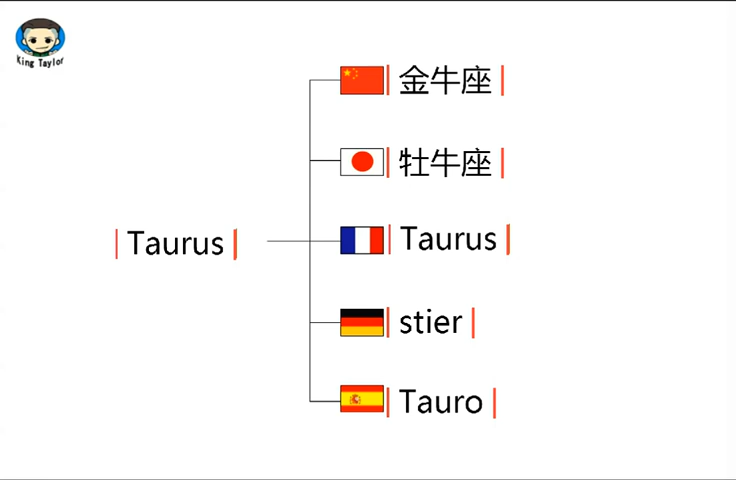 King Taylor
金牛座
牡牛座
Taurus
Taurus
stier
Tauro